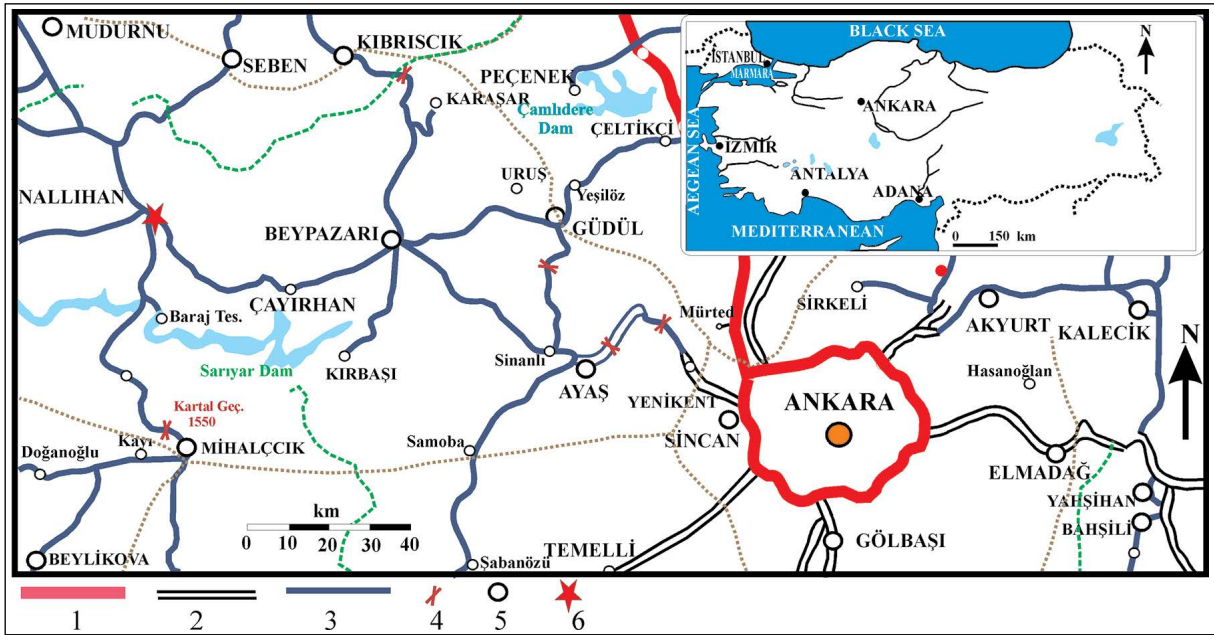 MUDURNU
SEBEN
KIBRISCIK
KARAŞAR
PEÇENEK
Çamlıdere
Dam
ÇELTİKÇİ
URUŞ
Yeşilöz
NALLIHAN
BEYPAZARI
GÜDÜL
ÇAYIRHAN
Baraj Tes.
Sarıyar Dam
KIRBAŞI
Sinanlı
AYAŞ
Mürted
SİRKELİ
AKYURT
KALECİK
N
Hasanoğlan
YENİKENT
SİNCAN
ANKARA
Kartal Geç.
1550
Doğanoğlu
Kayı
MİHALÇCIK
Samoba
ELMADAĞ
YAHŞİHAN
BAHŞİLİ
km
0 10 20 30 40
BEYLİKOVA
Şabanözü
TEMELLİ
GÖLBAŞI
BLACK SEA
N
İSTANBUL
MARMARA
ANKARA
AEGEAN SEA
İZMİR
ANTALYA
ADANA
MEDITERRANEAN
0 150 km
1 2 3 4 5 6